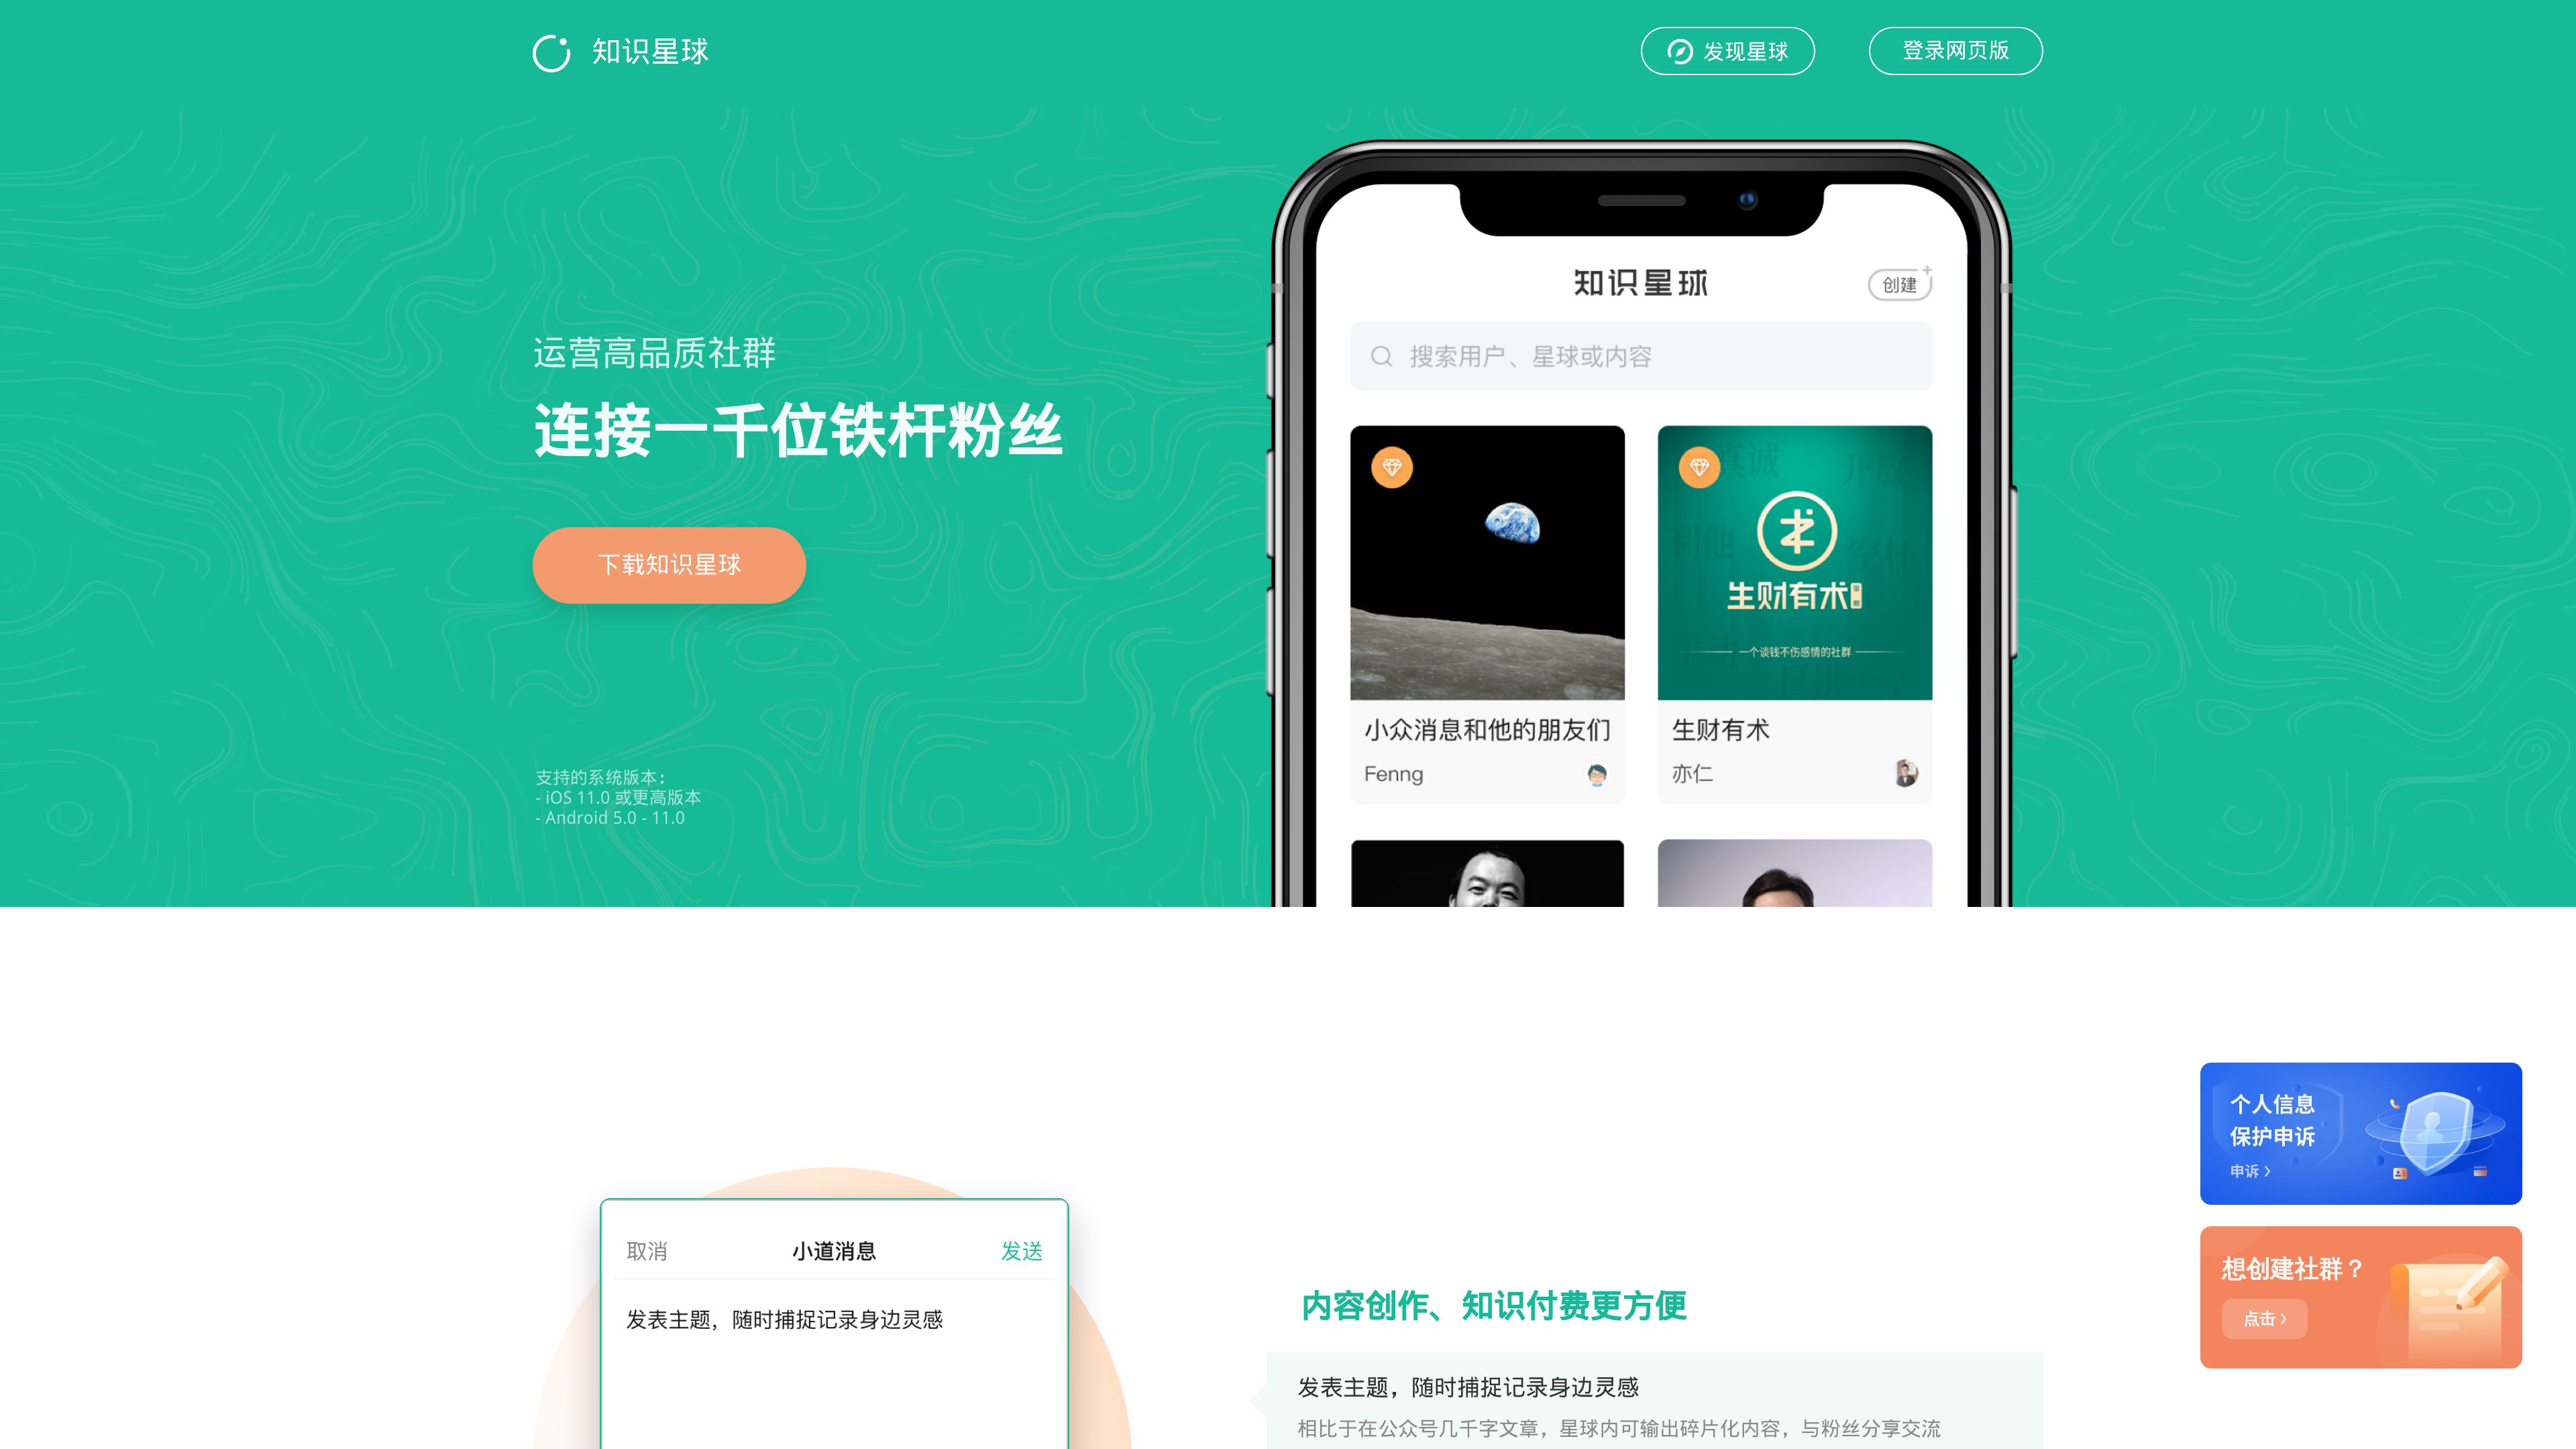 知识星球
发现星球
登录网页版
运营高品质社群
连接一千位铁杆粉丝
下载知识星球
支持的系统版本：
- iOS 11.0 或更高版本
- Android 5.0 - 11.0
知识星球
创建
搜索用户、星球或内容
真诚
开放
利他
空杯
生财有术
一个谈钱不伤感情的社群
小众消息和他的朋友们
Fenng
生财有术
亦仁
个人信息
保护申诉
申诉
想创建社群？
点击
取消
小道消息
发送
发表主题，随时捕捉记录身边灵感
内容创作、知识付费更方便
发表主题，随时捕捉记录身边灵感
相比于在公众号几千字文章，星球内可输出碎片化内容，与粉丝分享交流